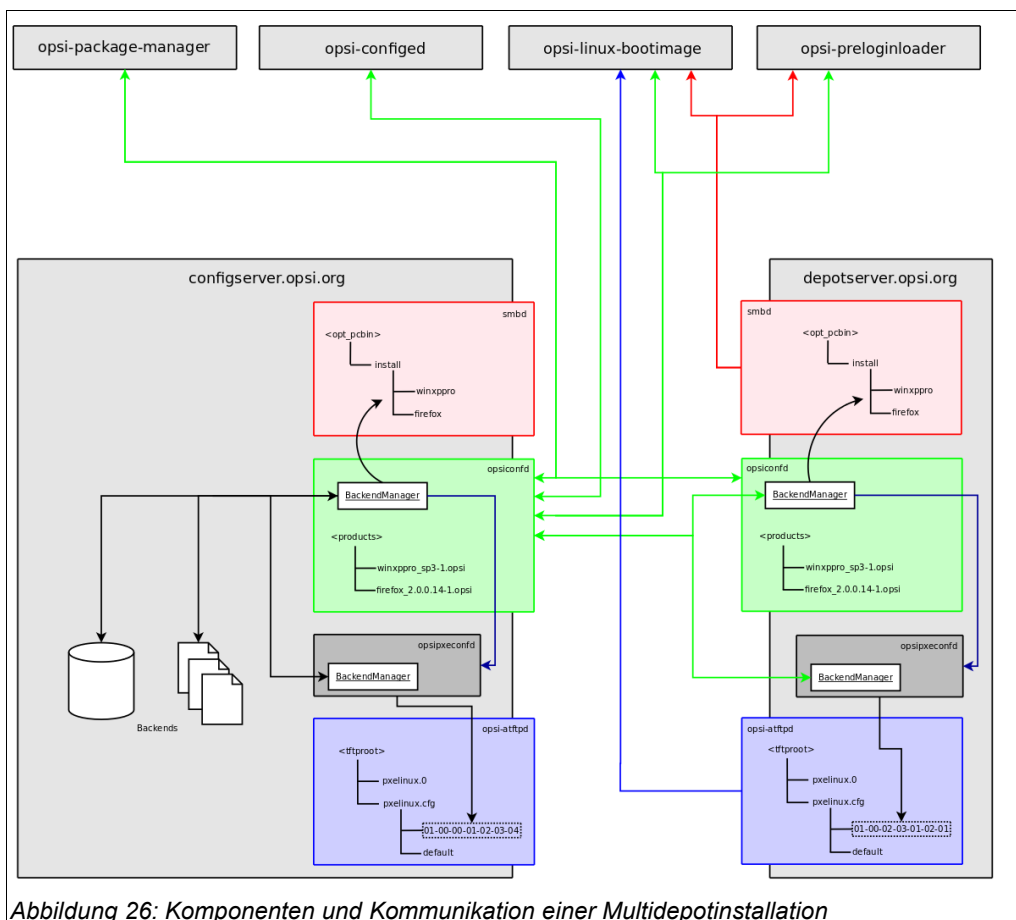 opsi-package-manager
opsi-configed
opsi-linux-bootimage
opsi-preloginloader
configserver.opsi.org
smbd
<opt_pcbin>
install
winxppro
firefox
opsiconfd
BackendManager
<products>
winxppro_sp3-1.opsi
firefox_2.0.0.14-1.opsi
opsipxeconfd
BackendManager
Backends
opsi-atftpd
<tftproot>
pxelinux.0
pxelinux.cfg
01-00-00-01-02-03-04
default
depotserver.opsi.org
smbd
<opt_pcbin>
install
winxppro
firefox
opsiconfd
BackendManager
<products>
winxppro_sp3-1.opsi
firefox_2.0.0.14-1.opsi
opsipxeconfd
BackendManager
opsi-atftpd
<tftproot>
pxelinux.0
pxelinux.cfg
01-00-02-03-01-02-01
default
Abbildung 26: Komponenten und Kommunikation einer Multidepotinstallation